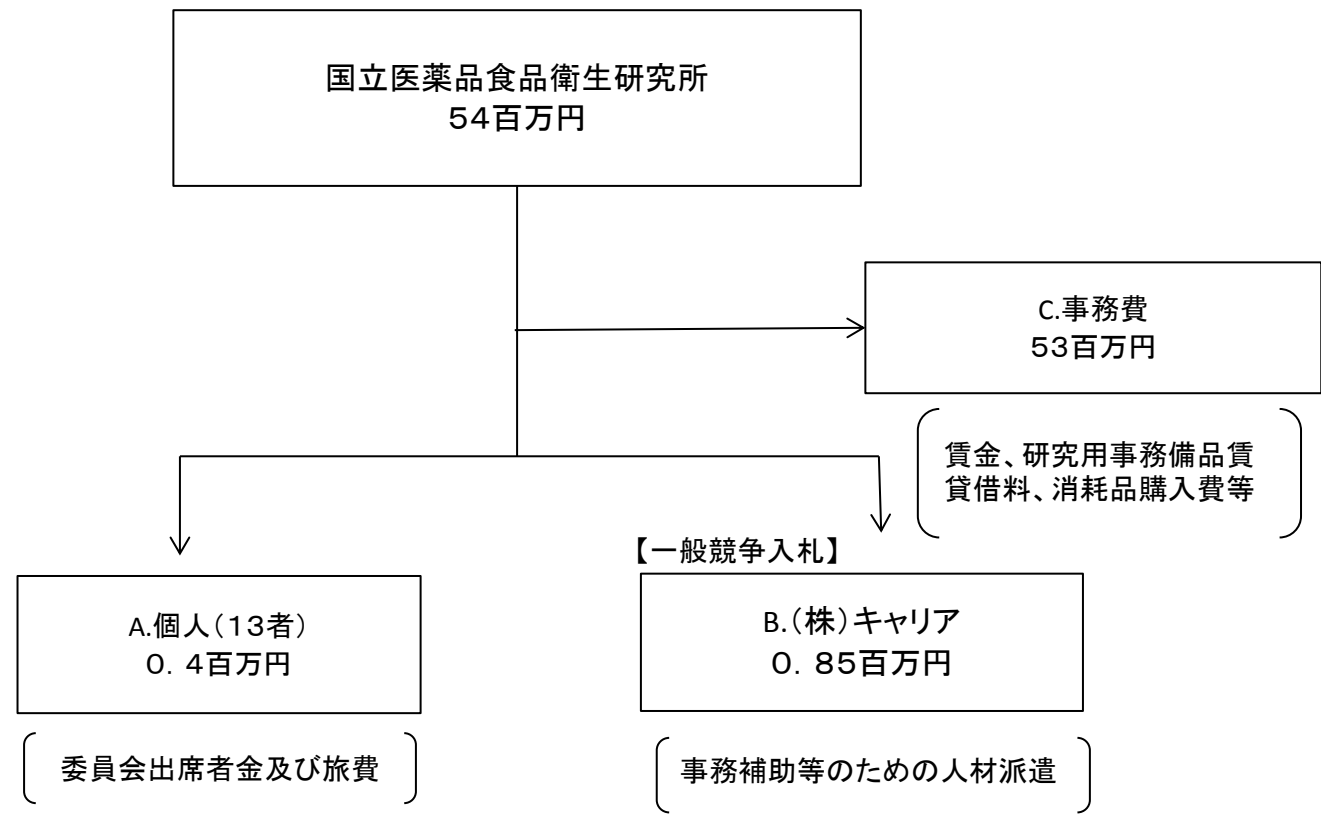 国立医薬品食品衛生研究所
54百万円
C.事務費
53百万円
賃金、研究用事務備品賃
貸借料、消耗品購入費等
【一般競争入札】
A.個人（13者）
0．4百万円
B.（株）キャリア
0．85百万円
委員会出席者金及び旅費
事務補助等のための人材派遣